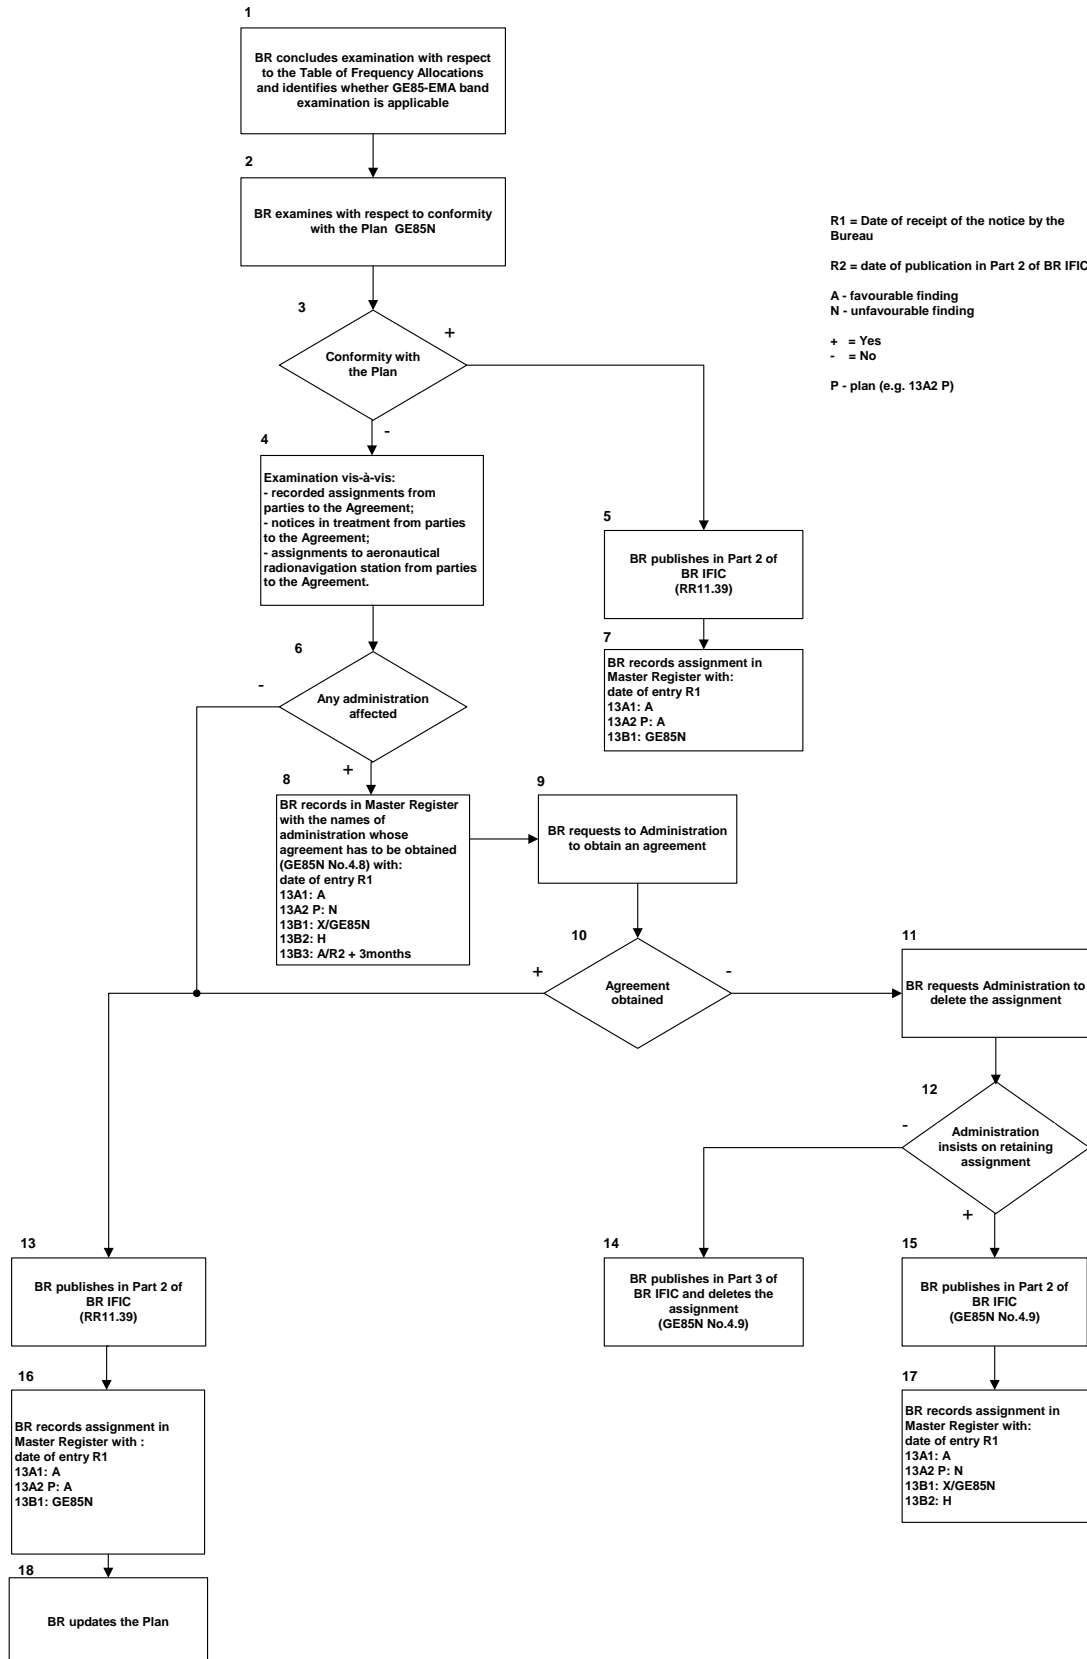 1
BR concludes examination with respect
to the Table of Frequency Allocations
and identifies whether GE85-EMA band
examination is applicable
2
BR examines with respect to conformity
with the Plan GE85N
R1 = Date of receipt of the notice by the
Bureau
R2 = date of publication in Part 2 of BR IFIC
A - favourable finding
N - unfavourable finding
+ = Yes
- = No
P - plan (e.g. 13A2 P)
3
+
Conformity with
the Plan
-
4
Examination vis-à-vis:
- recorded assignments from
parties to the Agreement;
- notices in treatment from parties
to the Agreement;
- assignments to aeronautical
radionavigation station from parties
to the Agreement.
5
BR publishes in Part 2 of
BR IFIC
(RR11.39)
6
-
Any administration
affected
+
7
BR records assignment in
Master Register with:
date of entry R1
13A1: A
13A2 P: A
13B1: GE85N
8
BR records in Master Register
with the names of
administration whose
agreement has to be obtained
(GE85N No.4.8) with:
date of entry R1
13A1: A
13A2 P: N
13B1: X/GE85N
13B2: H
13B3: A/R2 + 3months
9
BR requests to Administration
to obtain an agreement
10
+
-
Agreement
obtained
11
BR requests Administration to
delete the assignment
12
-
Administration
insists on retaining
assignment
+
13
BR publishes in Part 2 of
BR IFIC
(RR11.39)
14
BR publishes in Part 3 of
BR IFIC and deletes the
assignment
(GE85N No.4.9)
15
BR publishes in Part 2 of
BR IFIC
(GE85N No.4.9)
16
BR records assignment in
Master Register with :
date of entry R1
13A1: A
13A2 P: A
13B1: GE85N
17
BR records assignment in
Master Register with:
date of entry R1
13A1: A
13A2 P: N
13B1: X/GE85N
13B2: H
18
BR updates the Plan